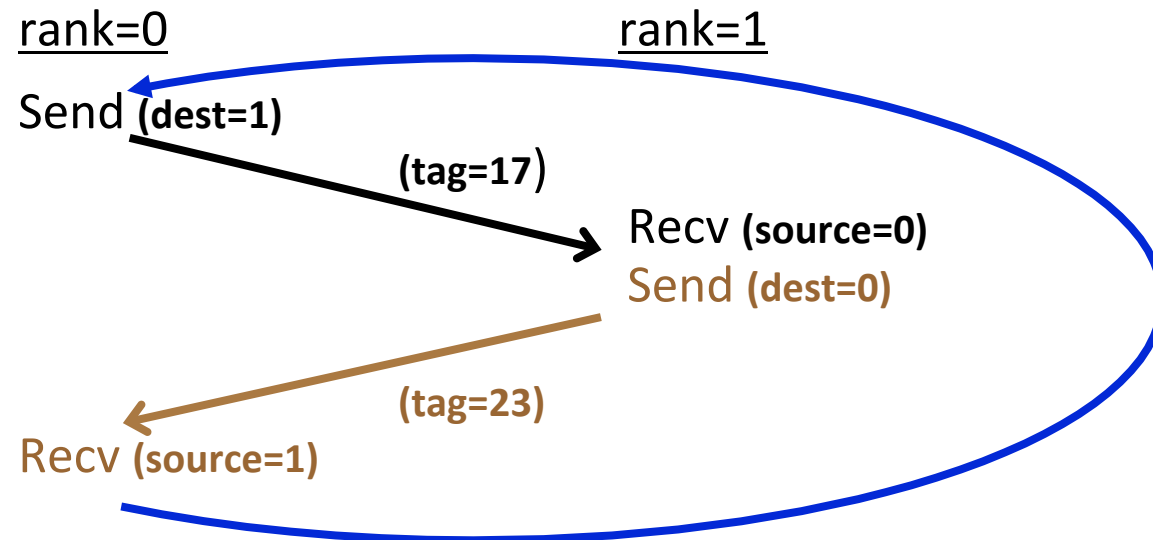 rank=0
rank=1
Send (dest=1)
(tag=17)
Recv (source=0)
Send (dest=0)
(tag=23)
Recv (source=1)